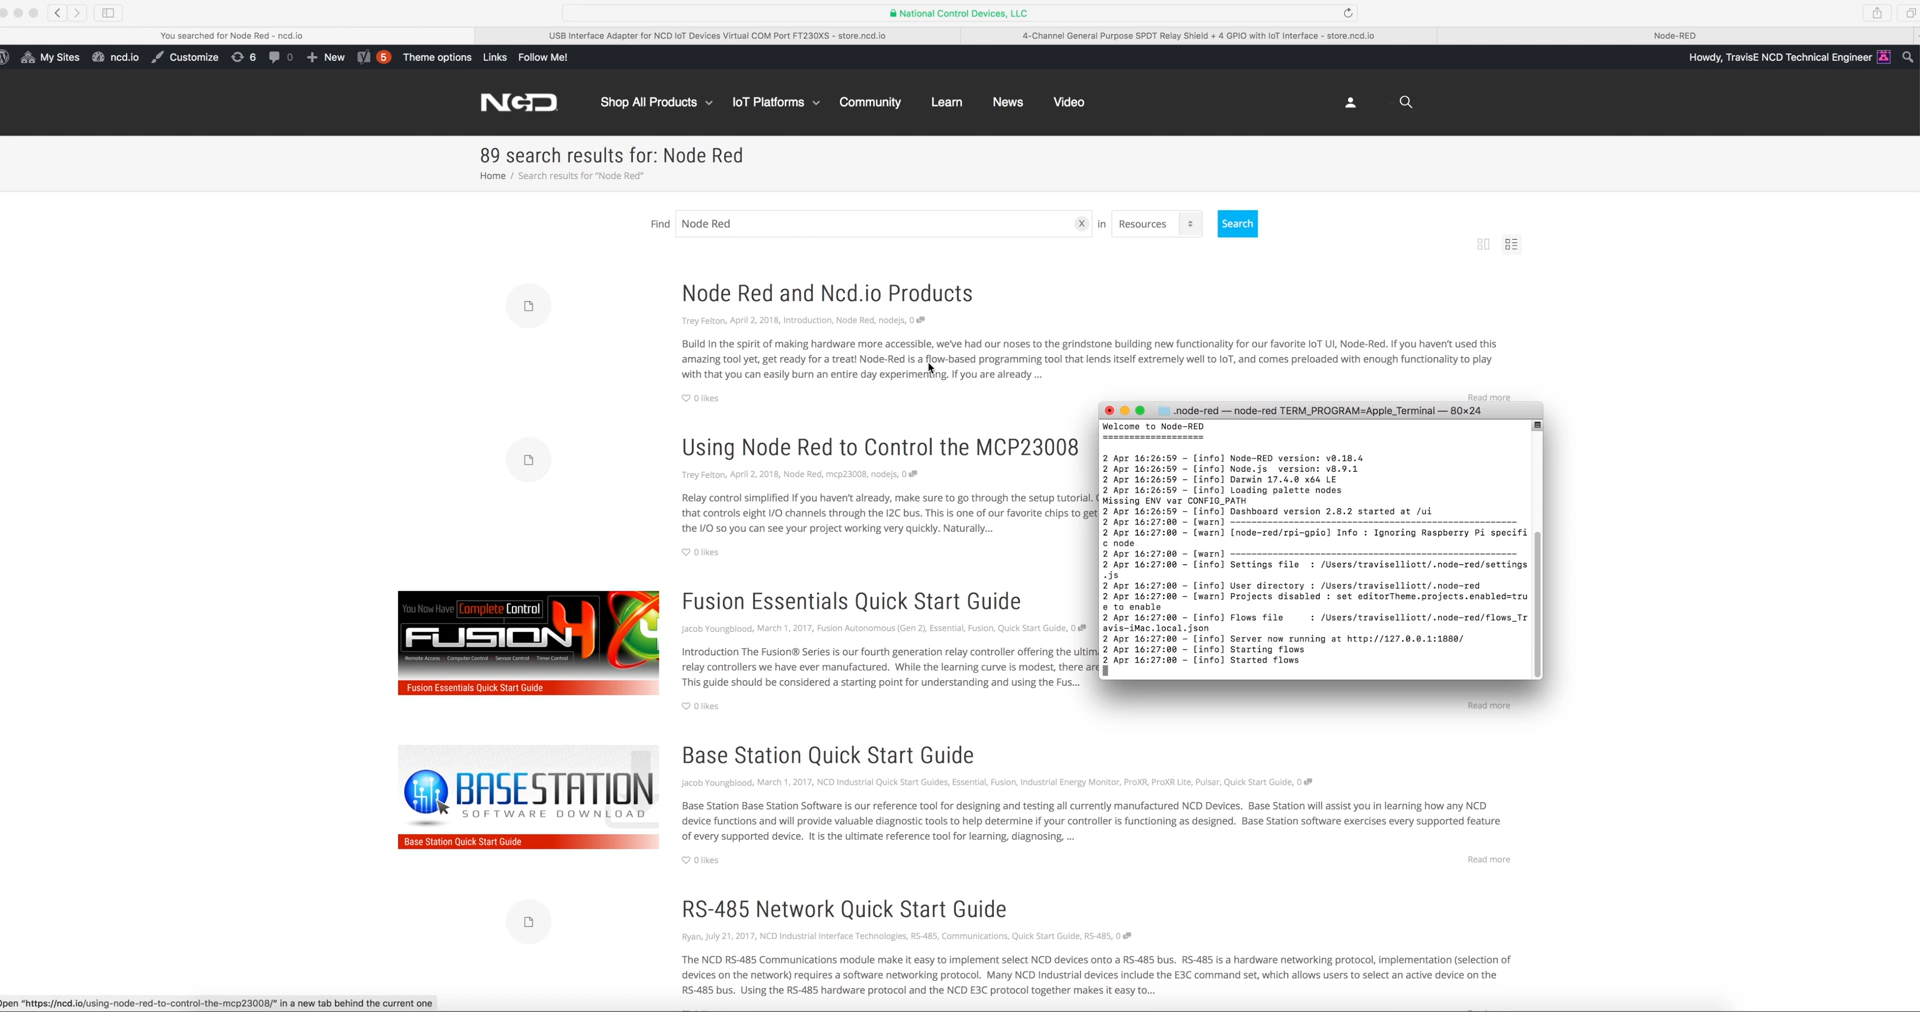 National Control Devices, LLC
You searched for Node Red - ncd.io
USB Interface Adapter for NCD IoT Devices Virtual COM Port FT230XS - store.ncd.io
4-Channel General Purpose SPDT Relay Shield + 4 GPIO with IoT Interface - store.ncd.io
Node-RED
My Sites ncd.io Customize 6 0 New 5 Theme options Links Follow Me!
Howdy, TravisE NCD Technical Engineer
NCD Shop All Products IoT Platforms Community Learn News Video
89 search results for: Node Red
Home / Search results for "Node Red"
Find Node Red X in Resources Search
Node Red and Ncd.io Products
Trey Felton, April 2, 2018, Introduction, Node Red, nodejs, 0
Build In the spirit of making hardware more accessible, we've had our noses to the grindstone building new functionality for our favorite IoT UI, Node-Red. If you haven't used this
amazing tool yet, get ready for a treat! Node-Red is a flow-based programming tool that lends itself extremely well to IoT, and comes preloaded with enough functionality to play
with that you can easily burn an entire day experimenting. If you are already ...
0 likes
Read more
Using Node Red to Control the MCP23008
Trey Felton, April 2, 2018, Node Red, mcp23008, nodejs, 0
Relay control simplified If you haven't already, make sure to go through the setup tutorial.
that controls eight I/O channels through the I2C bus. This is one of our favorite chips to get
the I/O so you can see your project working very quickly. Naturally...
0 likes
.node-red — node-red TERM_PROGRAM=Apple_Terminal — 80×24
Welcome to Node-RED
===================
2 Apr 16:26:59 - [info] Node-RED version: v0.18.4
2 Apr 16:26:59 - [info] Node.js  version: v8.9.1
2 Apr 16:26:59 - [info] Darwin 17.4.0 x64 LE
2 Apr 16:26:59 - [info] Loading palette nodes
Missing ENV var CONFIG_PATH
2 Apr 16:26:59 - [info] Dashboard version 2.8.2 started at /ui
2 Apr 16:27:00 - [warn] ------------------------------------------------------
2 Apr 16:27:00 - [warn] [node-red/rpi-gpio] Info : Ignoring Raspberry Pi specifi
c node
2 Apr 16:27:00 - [warn] ------------------------------------------------------
2 Apr 16:27:00 - [info] Settings file  : /Users/traviselliott/.node-red/settings
.js
2 Apr 16:27:00 - [info] User directory : /Users/traviselliott/.node-red
2 Apr 16:27:00 - [warn] Projects disabled : set editorTheme.projects.enabled=tru
e to enable
2 Apr 16:27:00 - [info] Flows file     : /Users/traviselliott/.node-red/flows_Tr
avis-iMac.local.json
2 Apr 16:27:00 - [info] Server now running at http://127.0.0.1:1880/
2 Apr 16:27:00 - [info] Starting flows
2 Apr 16:27:00 - [info] Started flows
You Now Have Complete Control
FUSION 4
Remote Access | Computer Control | Sensor Control | Timer Control
Fusion Essentials Quick Start Guide
Fusion Essentials Quick Start Guide
Jacob Youngblood, March 1, 2017, Fusion Autonomous (Gen 2), Essential, Fusion, Quick Start Guide, 0
Introduction The Fusion® Series is our fourth generation relay controller offering the
relay controllers we have ever manufactured. While the learning curve is modest, there
This guide should be considered a starting point for understanding and using the Fus...
0 likes
Read more
BASESTATION
SOFTWARE DOWNLOAD
Base Station Quick Start Guide
Base Station Quick Start Guide
Jacob Youngblood, March 1, 2017, NCD Industrial Quick Start Guides, Essential, Fusion, Industrial Energy Monitor, ProXR, ProXR Lite, Pulsar, Quick Start Guide, 0
Base Station Base Station Software is our reference tool for designing and testing all currently manufactured NCD Devices. Base Station will assist you in learning how any NCD
device functions and will provide valuable diagnostic tools to help determine if your controller is functioning as designed. Base Station software exercises every supported feature
of every supported device. It is the ultimate reference tool for learning, diagnosing, ...
0 likes
Read more
RS-485 Network Quick Start Guide
Ryan, July 21, 2017, NCD Industrial Interface Technologies, RS-485, Communications, Quick Start Guide, RS-485, 0
The NCD RS-485 Communications module make it easy to implement select NCD devices onto a RS-485 bus. RS-485 is a hardware networking protocol, implementation (selection of
devices on the network) requires a software networking protocol. Many NCD Industrial devices include the E3C command set, which allows users to select an active device on the
RS-485 bus. Using the RS-485 hardware protocol and the NCD E3C protocol together makes it easy to...
Open "https://ncd.io/using-node-red-to-control-the-mcp23008/" in a new tab behind the current one